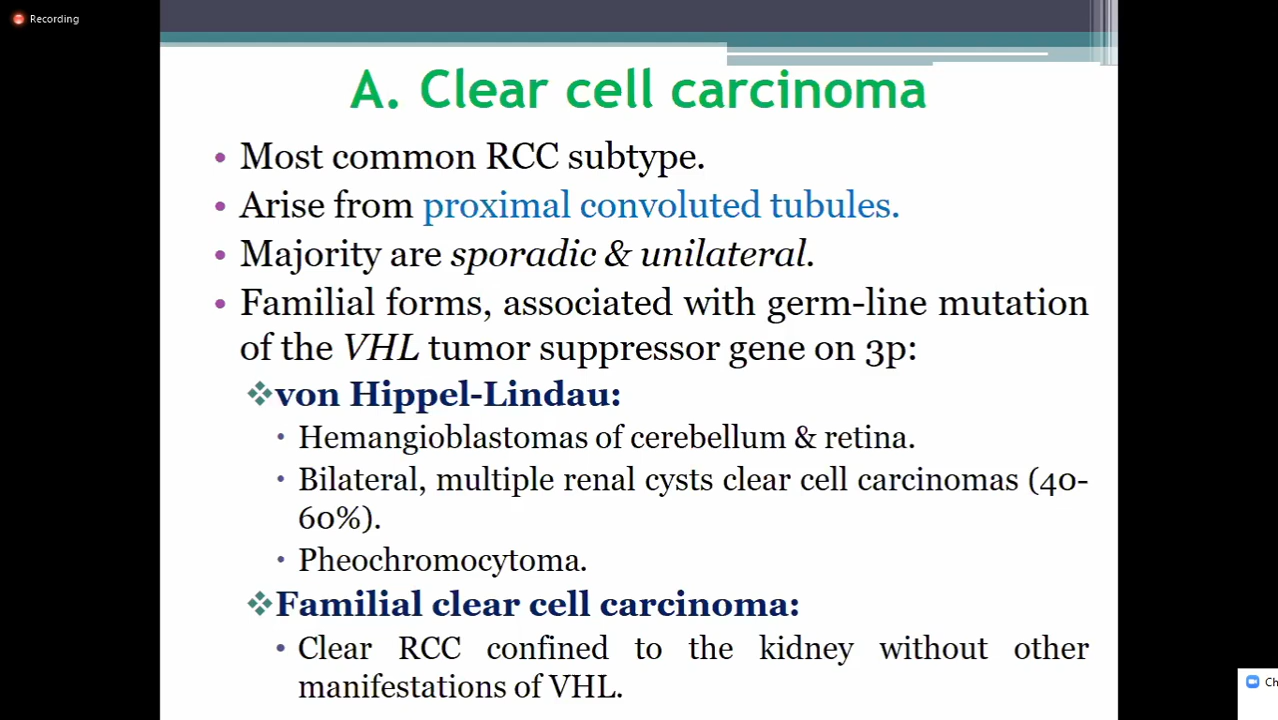 Recording
A. Clear cell carcinoma
• Most common RCC subtype.
• Arise from proximal convoluted tubules.
• Majority are sporadic & unilateral.
• Familial forms, associated with germ-line mutation
of the VHL tumor suppressor gene on 3p:
❖von Hippel-Lindau:
▪ Hemangioblastomas of cerebellum & retina.
▪ Bilateral, multiple renal cysts clear cell carcinomas (40-
60%).
▪ Pheochromocytoma.
❖Familial clear cell carcinoma:
▪ Clear RCC confined to the kidney without other
manifestations of VHL.